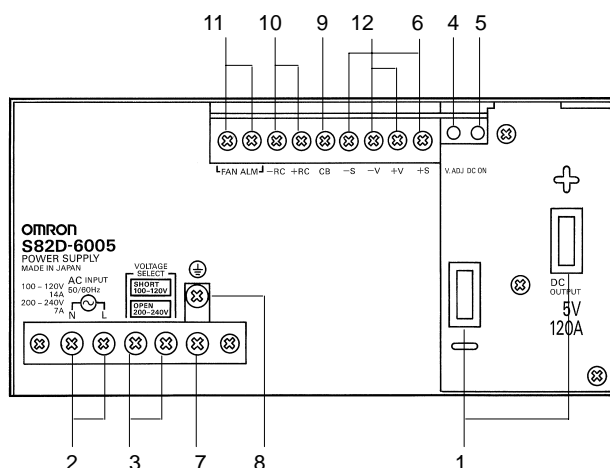 11 10 9 12 6 4 5
FAN ALM −RC +RC CB −S −V +V +S V. ADJ DC ON
OMRON
S82D-6005
POWER SUPPLY
MADE IN JAPAN
100 – 120V
14A
200 – 240V
7A
AC INPUT
50/60Hz
N L
VOLTAGE
SELECT
SHORT
100–120V
OPEN
200–240V
+
−
DC
OUTPUT
5V
120A
2 3 7 8 1